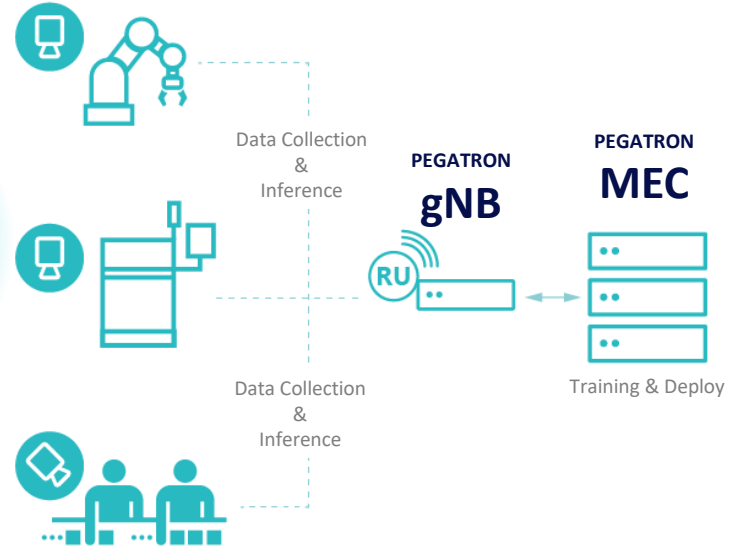 Data Collection
&
Inference
PEGATRON
gNB
PEGATRON
MEC
RU
Data Collection
&
Inference
Training & Deploy